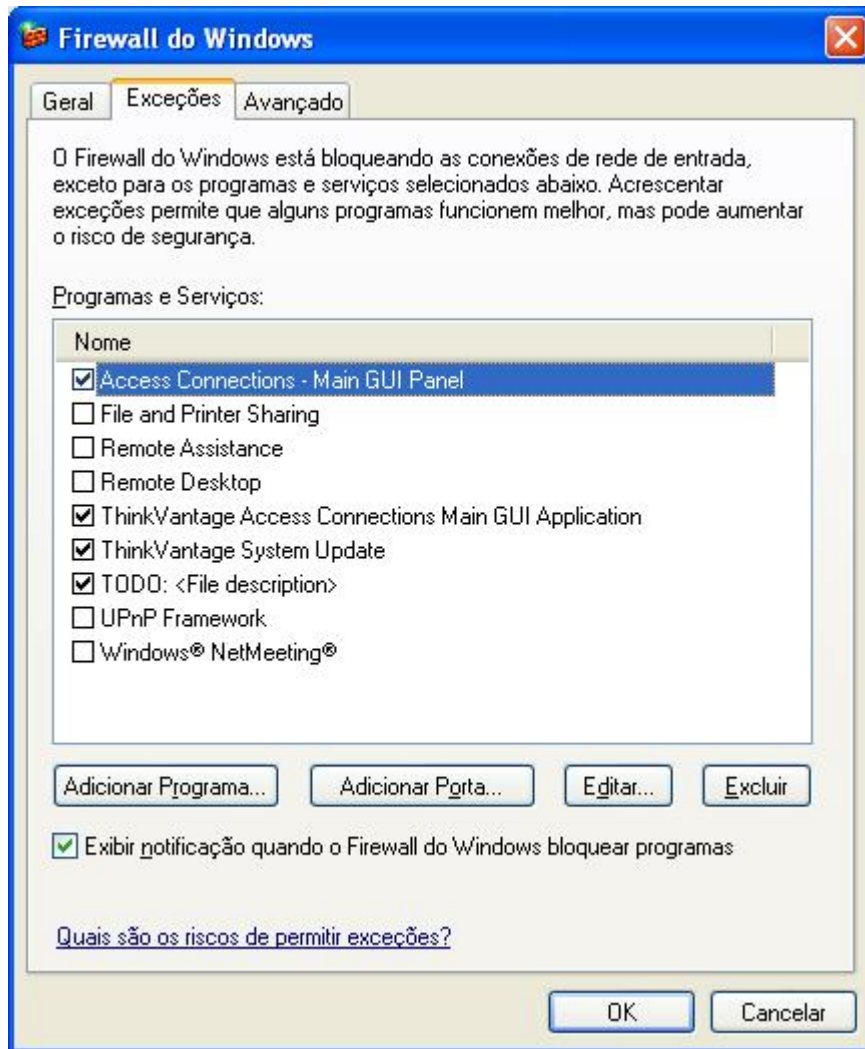 Firewall do Windows
Geral Exceções Avançado
O Firewall do Windows está bloqueando as conexões de rede de entrada,
exceto para os programas e serviços selecionados abaixo. Acrescentar
exceções permite que alguns programas funcionem melhor, mas pode aumentar
o risco de segurança.
Programas e Serviços:
Nome
Access Connections - Main GUI Panel
File and Printer Sharing
Remote Assistance
Remote Desktop
ThinkVantage Access Connections Main GUI Application
ThinkVantage System Update
TODO: <File description>
UPnP Framework
Windows® NetMeeting®
Adicionar Programa... Adicionar Porta... Editar... Excluir
Exibir notificação quando o Firewall do Windows bloquear programas
Quais são os riscos de permitir exceções?
OK Cancelar